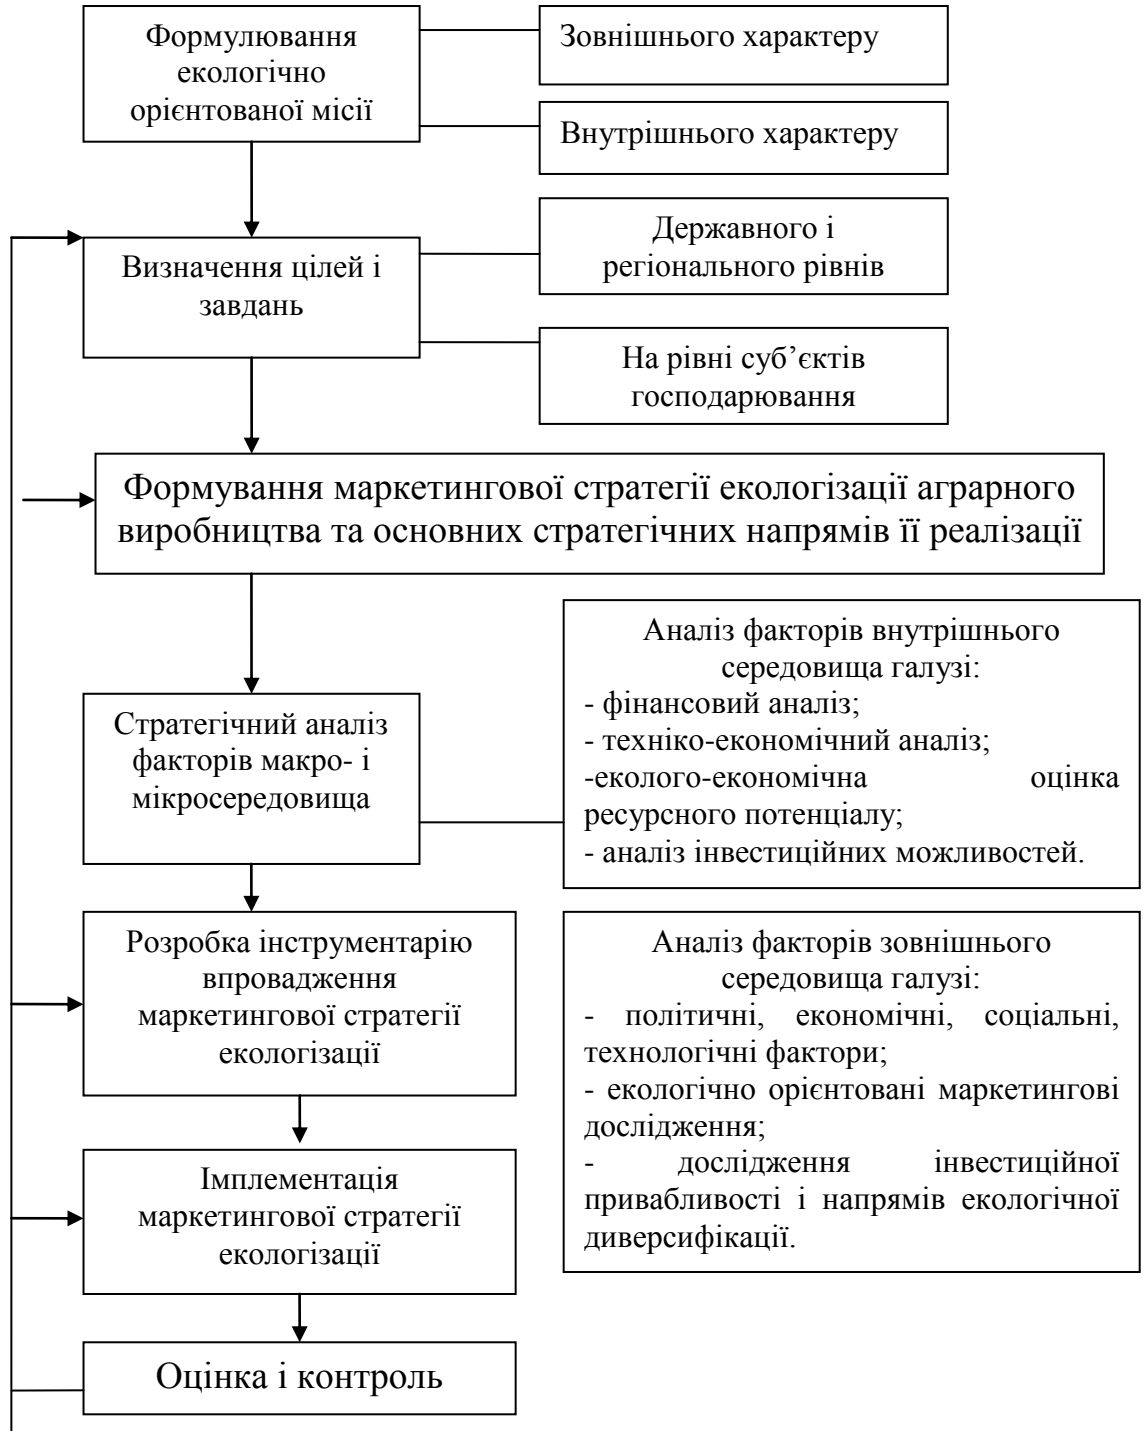 Формулювання
екологічно
орієнтованої місії
Зовнішнього характеру
Внутрішнього характеру
Визначення цілей і
завдань
Державного і
регіонального рівнів
На рівні суб’єктів
господарювання
Формування маркетингової стратегії екологізації аграрного
виробництва та основних стратегічних напрямів її реалізації
Стратегічний аналіз
факторів макро- і
мікросередовища
Аналіз факторів внутрішнього
середовища галузі:
- фінансовий аналіз;
- техніко-економічний аналіз;
-еколого-економічна оцінка
ресурсного потенціалу;
- аналіз інвестиційних можливостей.
Розробка інструментарію
впровадження
маркетингової стратегії
екологізації
Аналіз факторів зовнішнього
середовища галузі:
- політичні, економічні, соціальні,
технологічні фактори;
- екологічно орієнтовані маркетингові
дослідження;
- дослідження інвестиційної
привабливості і напрямів екологічної
диверсифікації.
Імплементація
маркетингової стратегії
екологізації
Оцінка і контроль